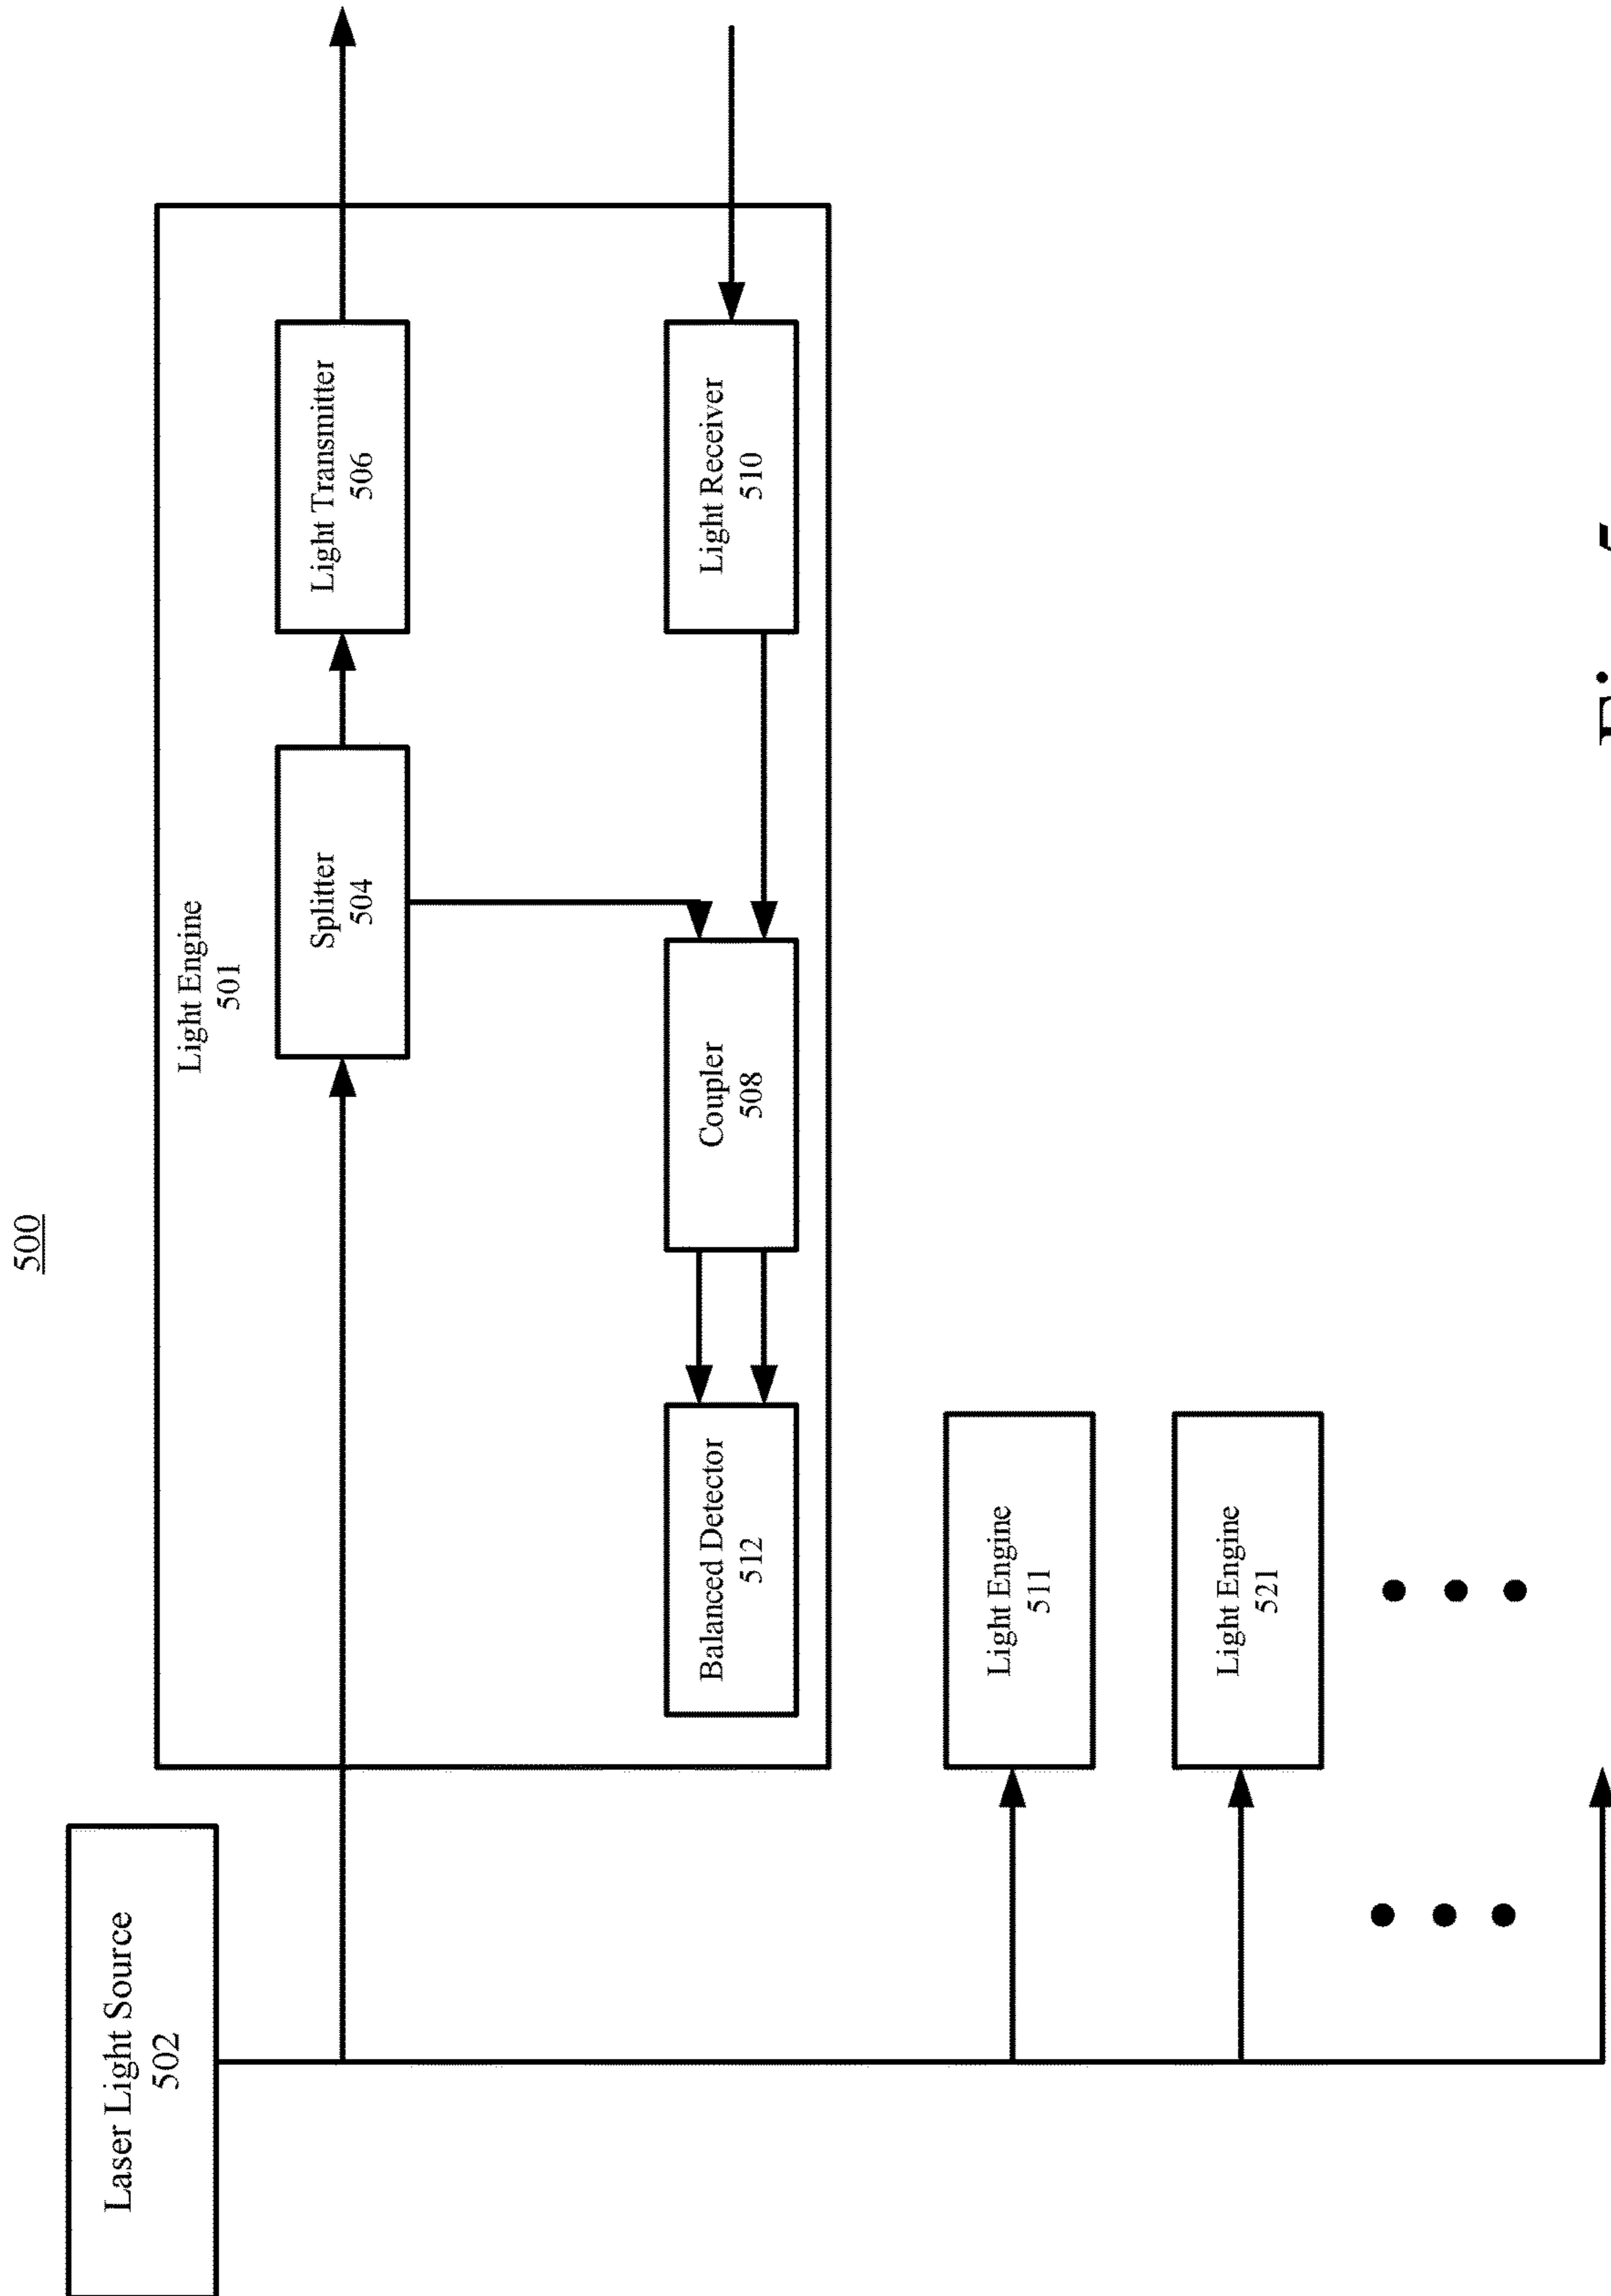 500
Laser Light Source
502
Light Engine
501
Splitter
504
Light Transmitter
506
Balanced Detector
512
Coupler
508
Light Receiver
510
Light Engine
511
Light Engine
521